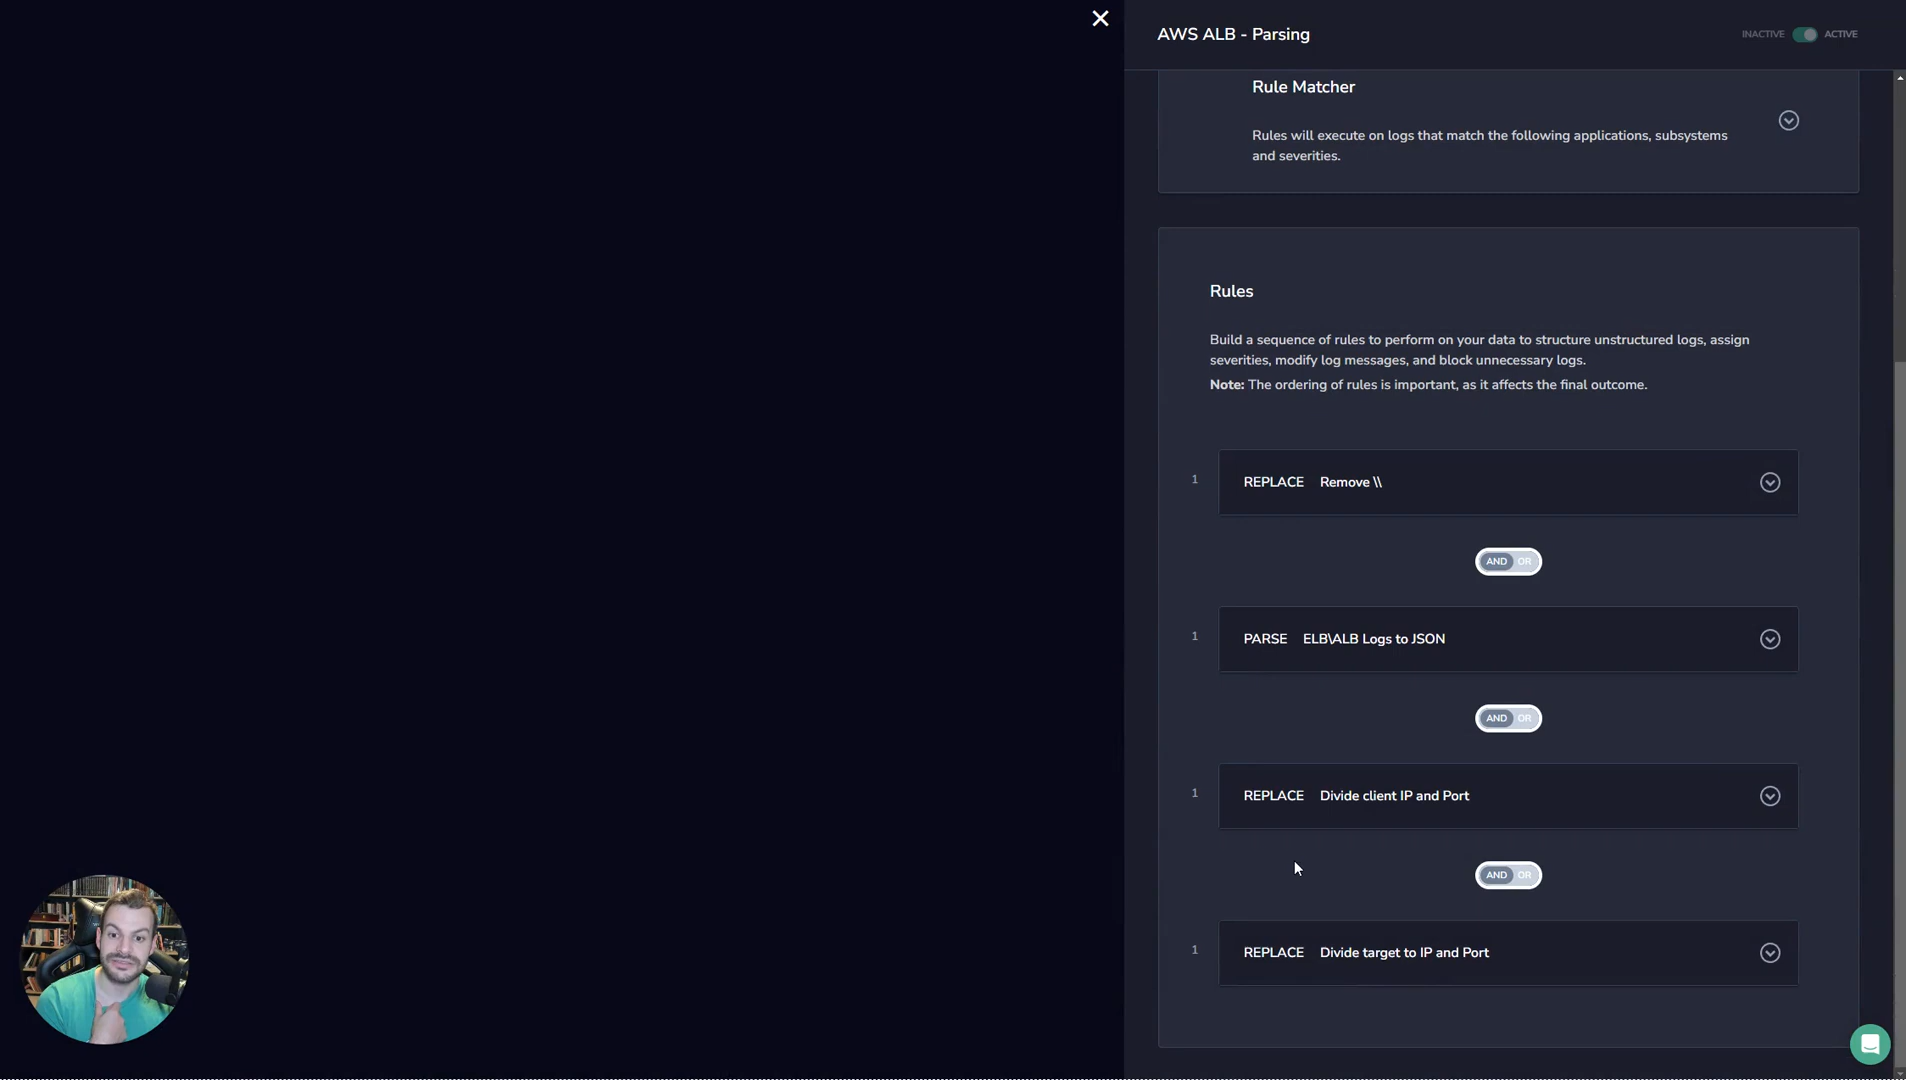 AWS ALB - Parsing
INACTIVE ACTIVE
Rule Matcher
Rules will execute on logs that match the following applications, subsystems
and severities.
Rules
Build a sequence of rules to perform on your data to structure unstructured logs, assign
severities, modify log messages, and block unnecessary logs.
Note: The ordering of rules is important, as it affects the final outcome.
1 REPLACE Remove \\
AND OR
1 PARSE ELB\ALB Logs to JSON
AND OR
1 REPLACE Divide client IP and Port
AND OR
1 REPLACE Divide target to IP and Port